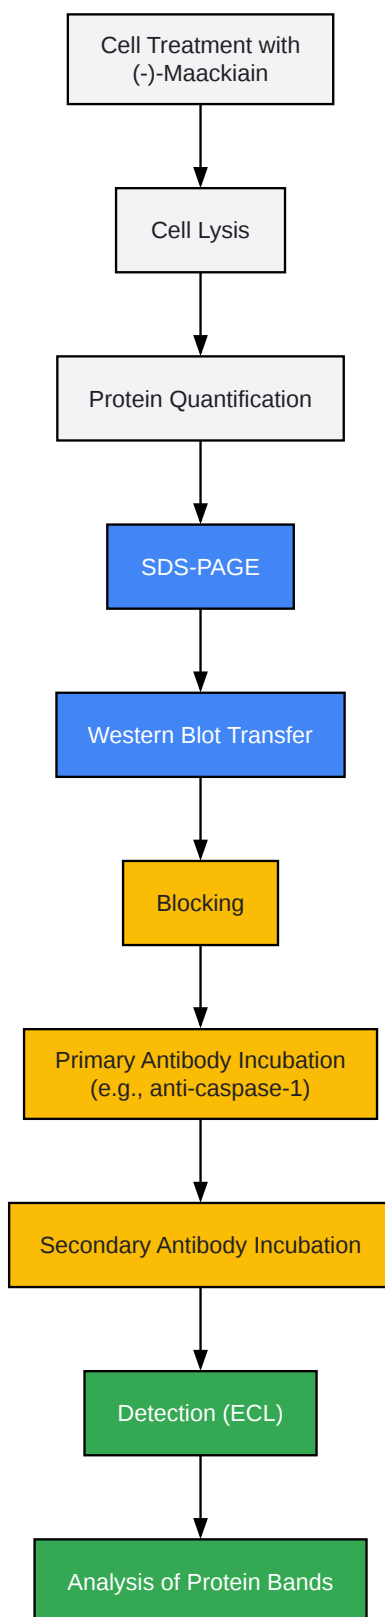 Cell Treatment with
(-)-Maackiain
Cell Lysis
Protein Quantification
SDS-PAGE
Western Blot Transfer
Blocking
Primary Antibody Incubation
(e.g., anti-caspase-1)
Secondary Antibody Incubation
Detection (ECL)
Analysis of Protein Bands